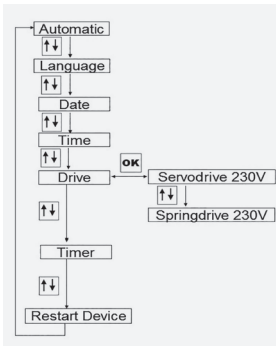 Automatic
Language
Date
Time
OK
Drive
Servodrive 230V
Springdrive 230V
Timer
Restart Device